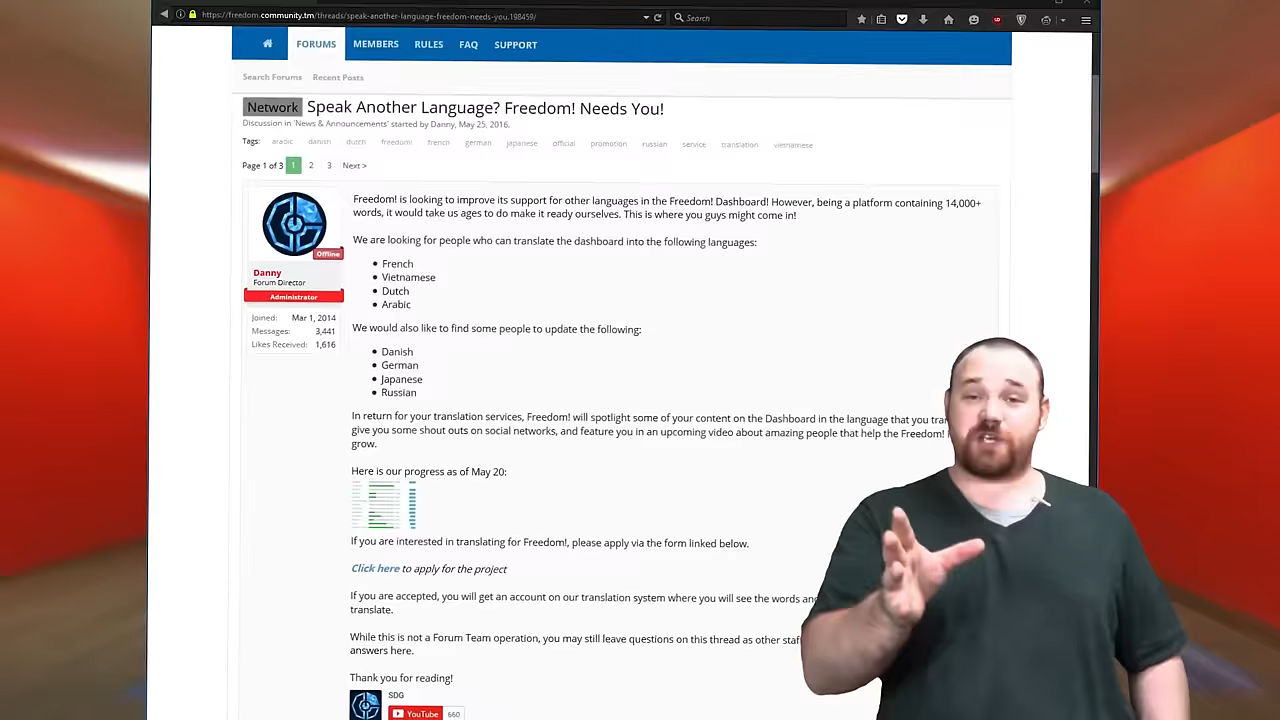 https://freedom.community.tm/threads/speak-another-language-freedom-needs-you.198459/
Search
FORUMS MEMBERS RULES FAQ SUPPORT
Search Forums Recent Posts
Network Speak Another Language? Freedom! Needs You!
Discussion in 'News & Announcements' started by Danny, May 25, 2016.
Tags: arabic danish dutch freedom! french german japanese official promotion russian service translation vietnamese
Page 1 of 3 1 2 3 Next >
Offline
Danny
Forum Director
Administrator
Joined: Mar 1, 2014
Messages: 3,441
Likes Received: 1,616
Freedom! is looking to improve its support for other languages in the Freedom! Dashboard! However, being a platform containing 14,000+
words, it would take us ages to do make it ready ourselves. This is where you guys might come in!
We are looking for people who can translate the dashboard into the following languages:
French
Vietnamese
Dutch
Arabic
We would also like to find some people to update the following:
Danish
German
Japanese
Russian
In return for your translation services, Freedom! will spotlight some of your content on the Dashboard in the language that you
give you some shout outs on social networks, and feature you in an upcoming video about amazing people that help the Freedom!
grow.
Here is our progress as of May 20:
If you are interested in translating for Freedom!, please apply via the form linked below.
Click here to apply for the project
If you are accepted, you will get an account on our translation system where you will see the words
translate.
While this is not a Forum Team operation, you may still leave questions on this thread as other
answers here.
Thank you for reading!
SDG
YouTube 660